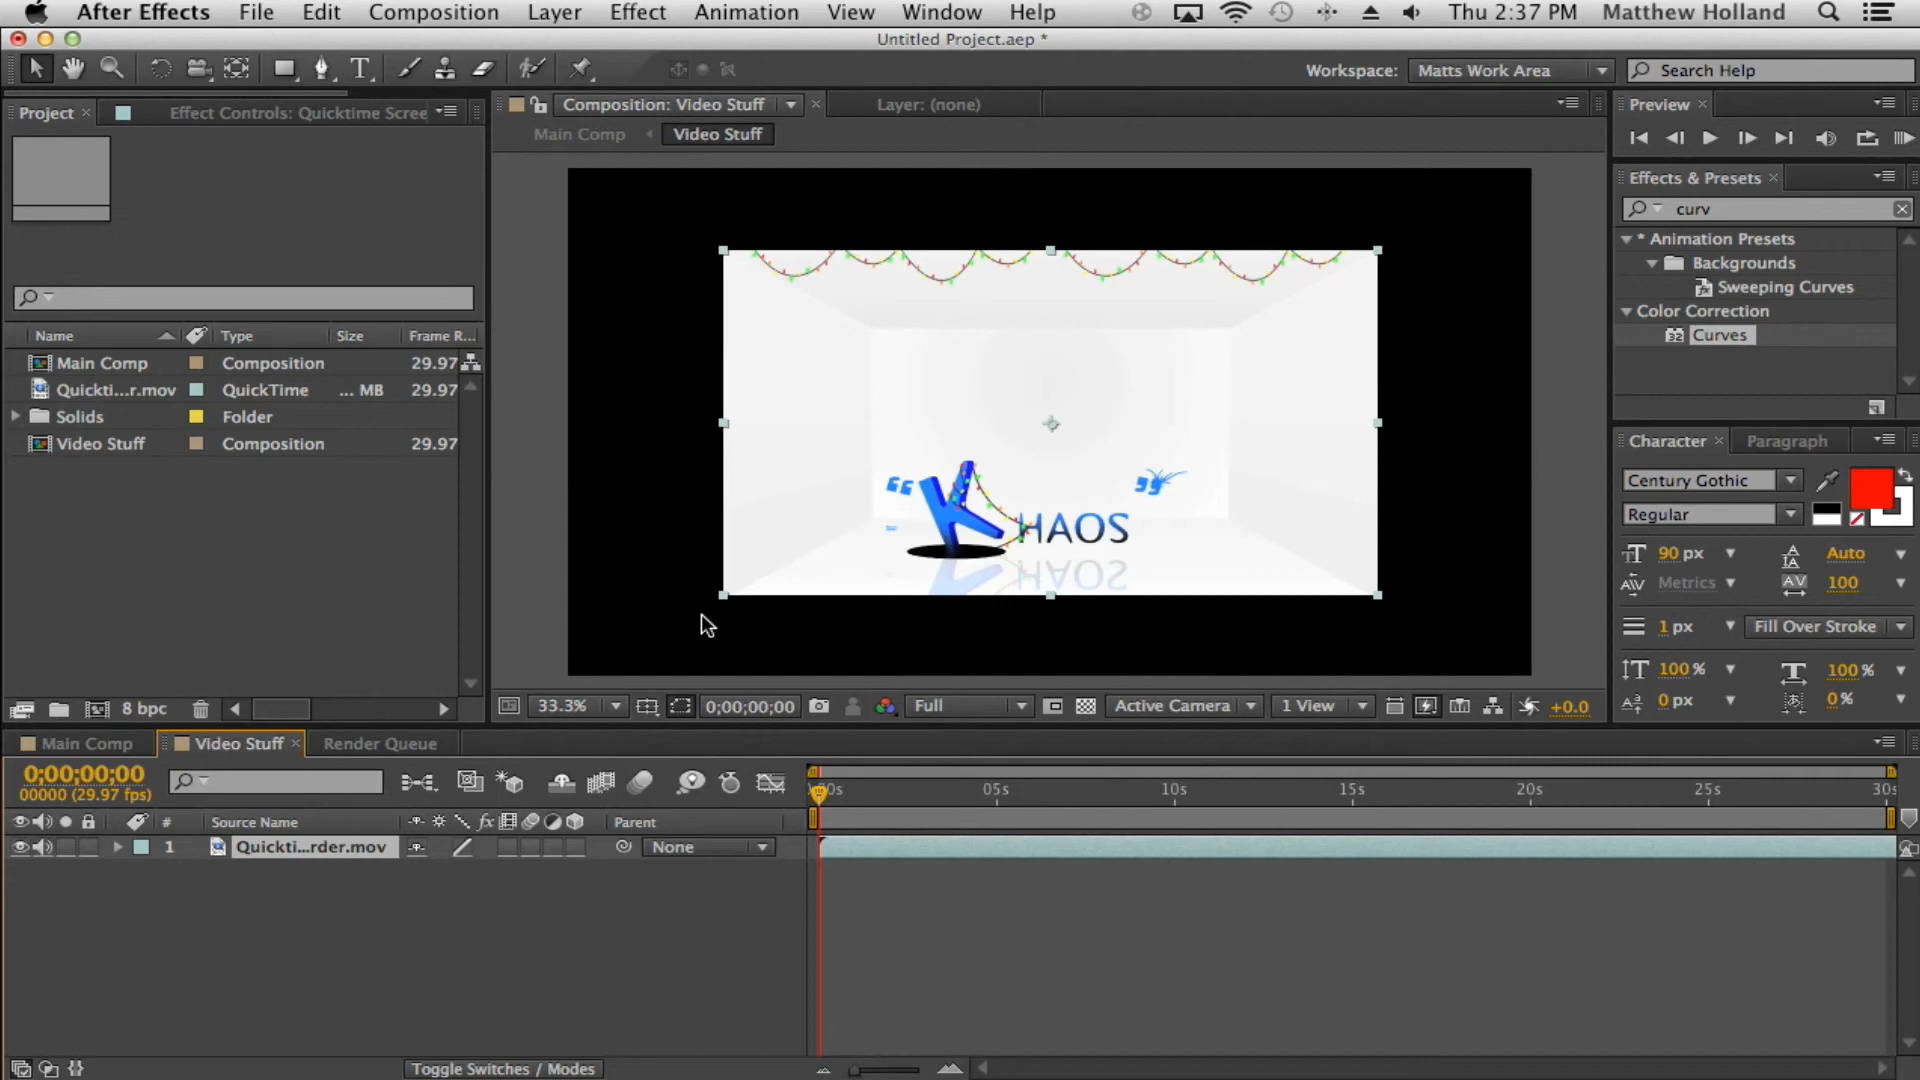 After Effects File Edit Composition Layer Effect Animation View Window Help Thu 2:37 PM Matthew Holland
Untitled Project.aep *
T Workspace: Matts Work Area Search Help
Project × Effect Controls: Quicktime Scree
Composition: Video Stuff × Layer: (none)
Main Comp Video Stuff
Preview ×
Effects & Presets ×
curv
* Animation Presets
Backgrounds
Sweeping Curves
Color Correction
32 Curves
Name Type Size Frame R...
Main Comp Composition 29.97
Quickti...r.mov QuickTime ... MB 29.97
Solids Folder
Video Stuff Composition 29.97
“ K HAOS ”
Character × Paragraph
Century Gothic
Regular
90 px Auto
Metrics 100
1 px Fill Over Stroke
100 % 100 %
0 px 0 %
8 bpc
33.3% 0;00;00;00 Full Active Camera 1 View +0.0
Main Comp Video Stuff × Render Queue
0;00;00;00
00000 (29.97 fps)
00s 05s 10s 15s 20s 25s 30s
# Source Name fx Parent
1 Quickti...rder.mov None
Toggle Switches / Modes